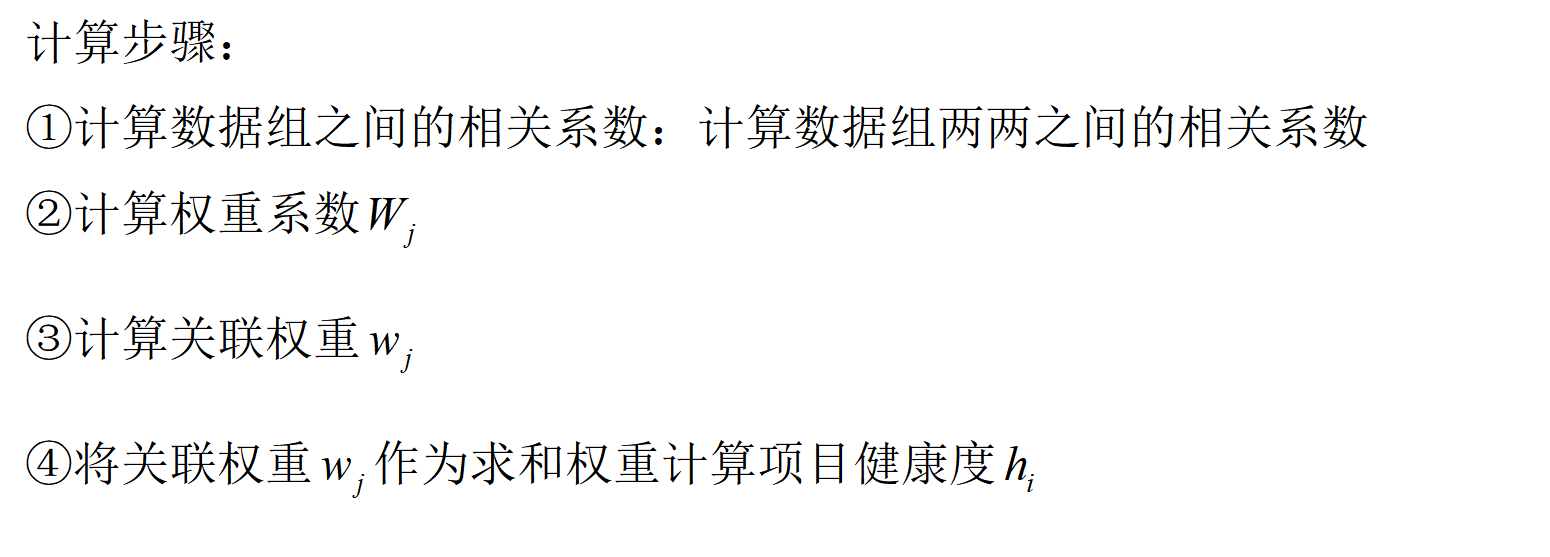 计算步骤：
①计算数据组之间的相关系数：计算数据组两两之间的相关系数
②计算权重系数W_j
③计算关联权重w_j
④将关联权重w_j作为求和权重计算项目健康度h_i